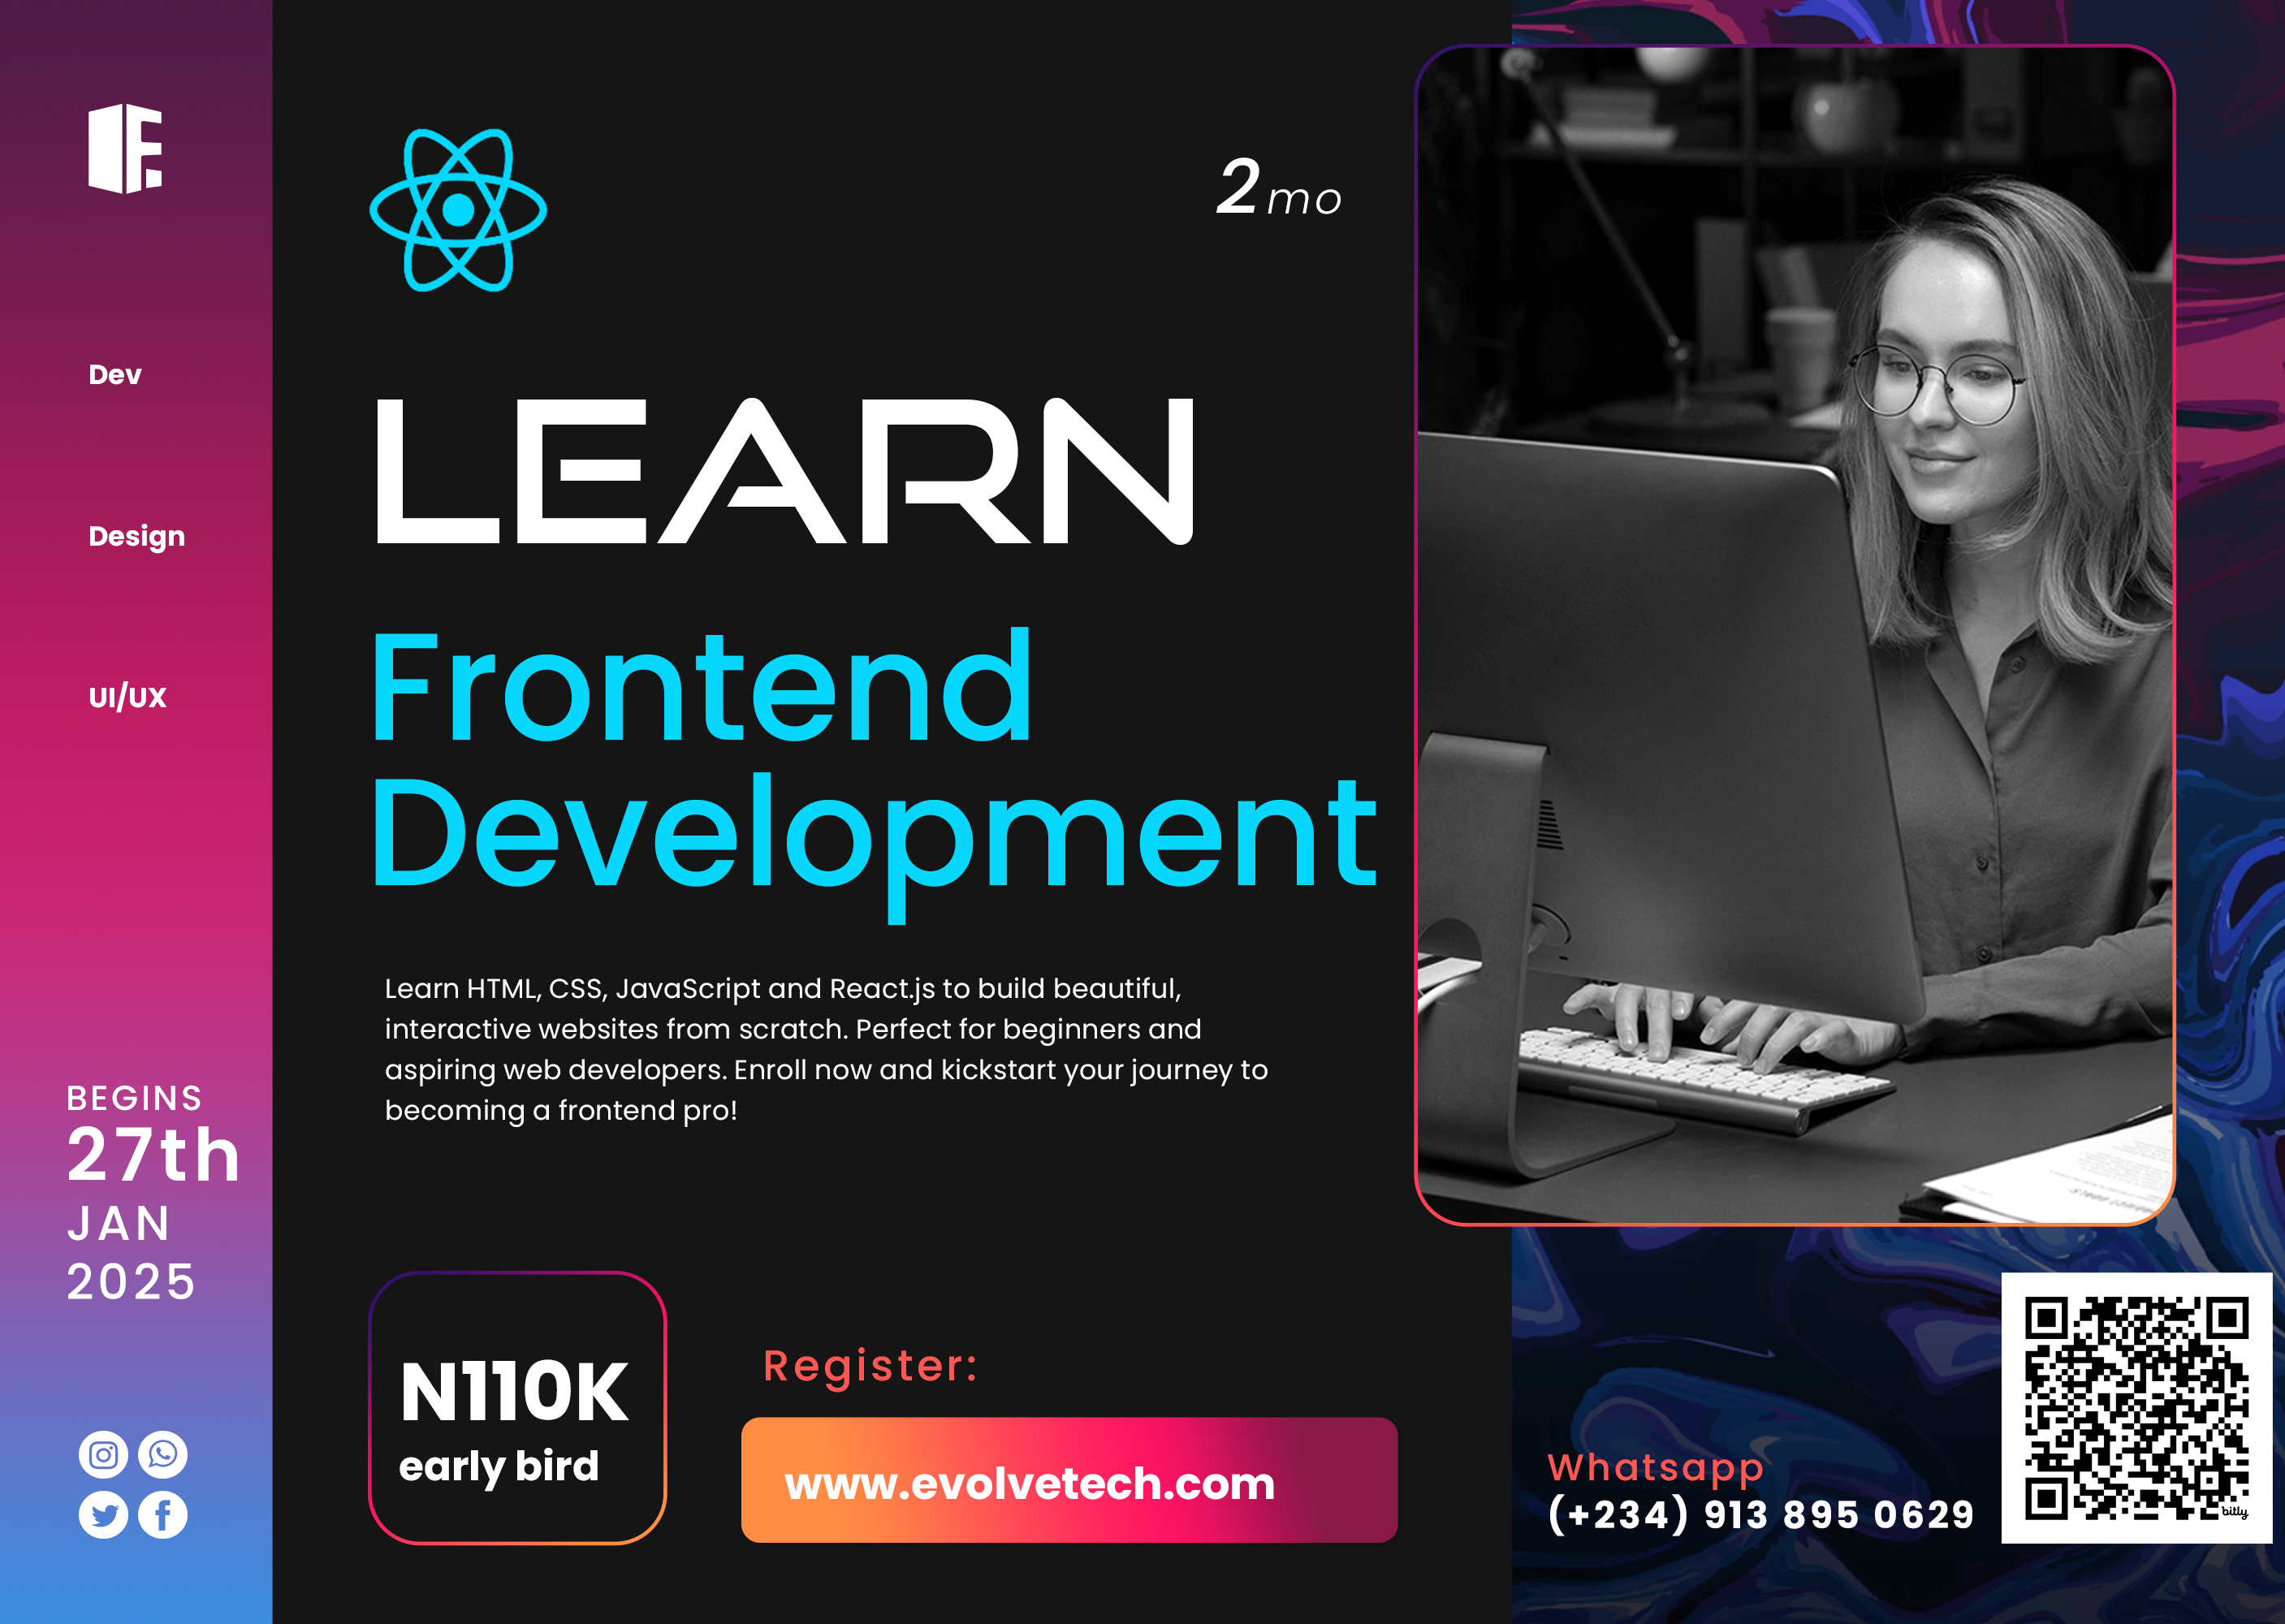 Dev
Design
UI/UX
BEGINS
27th
JAN
2025
2mo
LEARN
Frontend
Development
Learn HTML, CSS, JavaScript and React.js to build beautiful,
interactive websites from scratch. Perfect for beginners and
aspiring web developers. Enroll now and kickstart your journey to
becoming a frontend pro!
N110K
early bird
Register:
www.evolvetech.com
Whatsapp
(+234) 913 895 0629
bitly